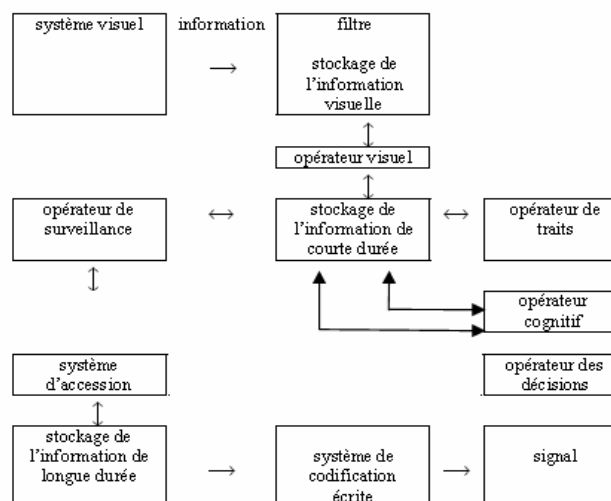 système visuel
information
filtre
stockage de
l'information
visuelle
opérateur visuel
opérateur de
surveillance
stockage de
l'information de
courte durée
opérateur de
traits
opérateur
cognitif
système
d'accession
opérateur des
décisions
stockage de
l'information de
longue durée
système de
codification
écrite
signal